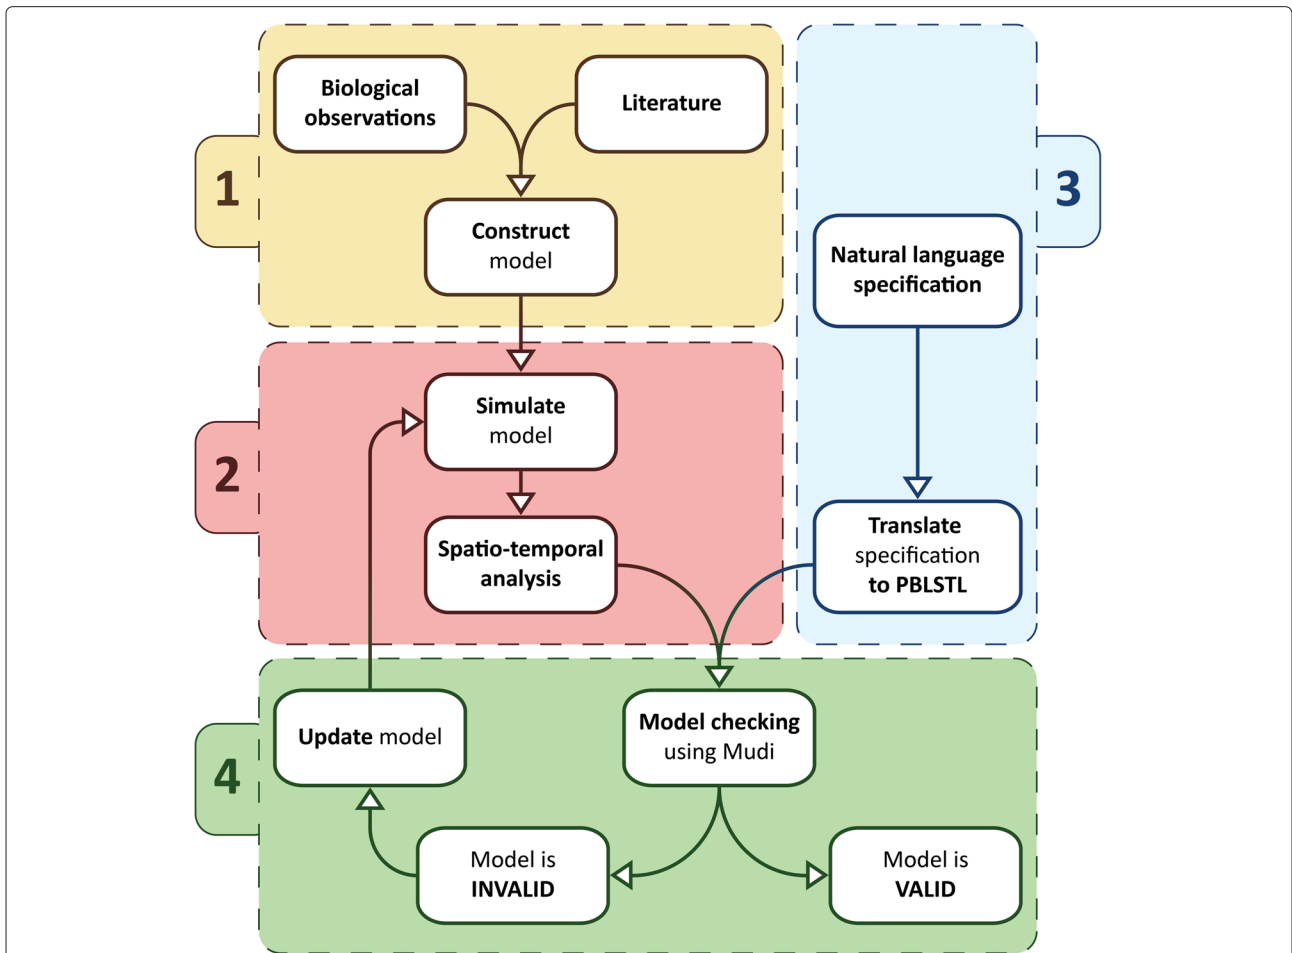 Biological
observations
Literature
1
Construct
model
3
Natural language
specification
2
Simulate
model
Spatio-temporal
analysis
Translate
specification
to PBLSTL
4
Update model
Model checking
using Mudi
Model is
INVALID
Model is
VALID